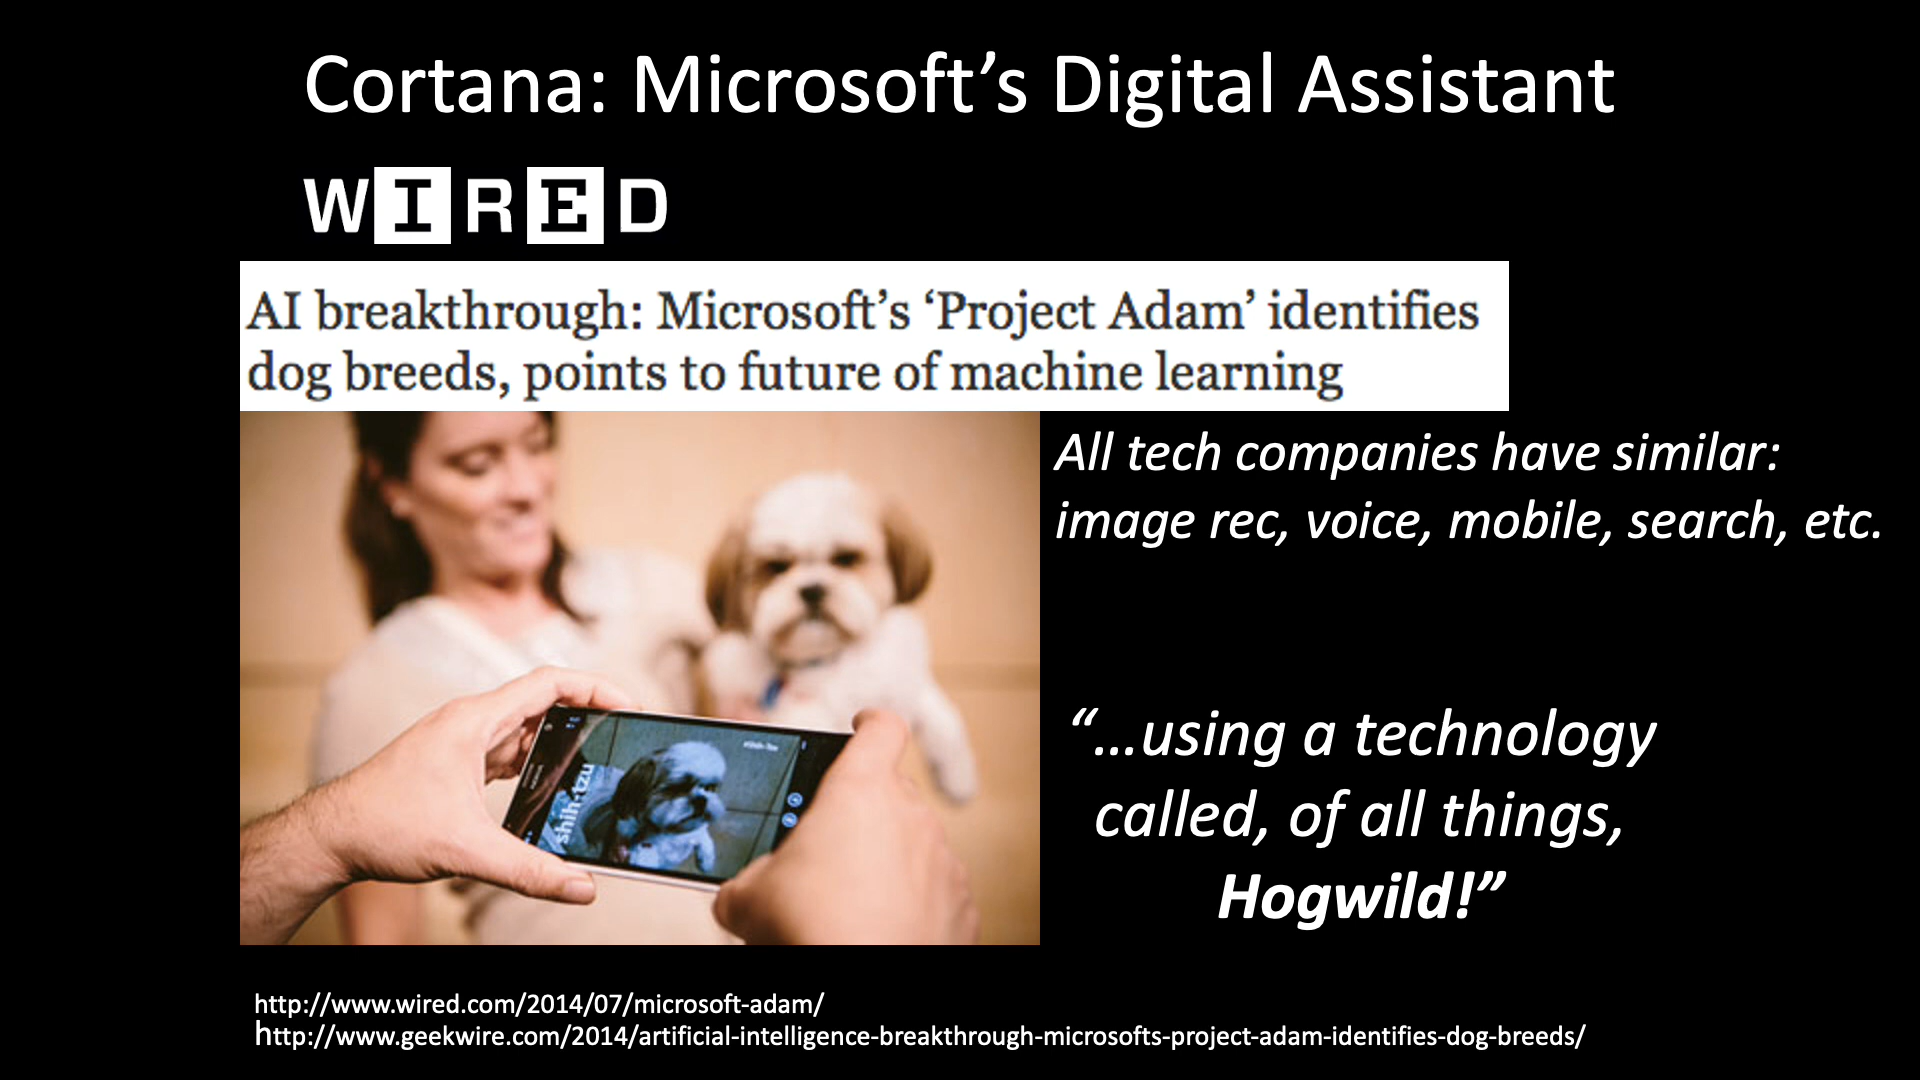 Cortana: Microsoft’s Digital Assistant
WIRED
AI breakthrough: Microsoft’s ‘Project Adam’ identifies
dog breeds, points to future of machine learning
All tech companies have similar:
image rec, voice, mobile, search, etc.
shih-tzu
“…using a technology
called, of all things,
Hogwild!”
http://www.wired.com/2014/07/microsoft-adam/
http://www.geekwire.com/2014/artificial-intelligence-breakthrough-microsofts-project-adam-identifies-dog-breeds/